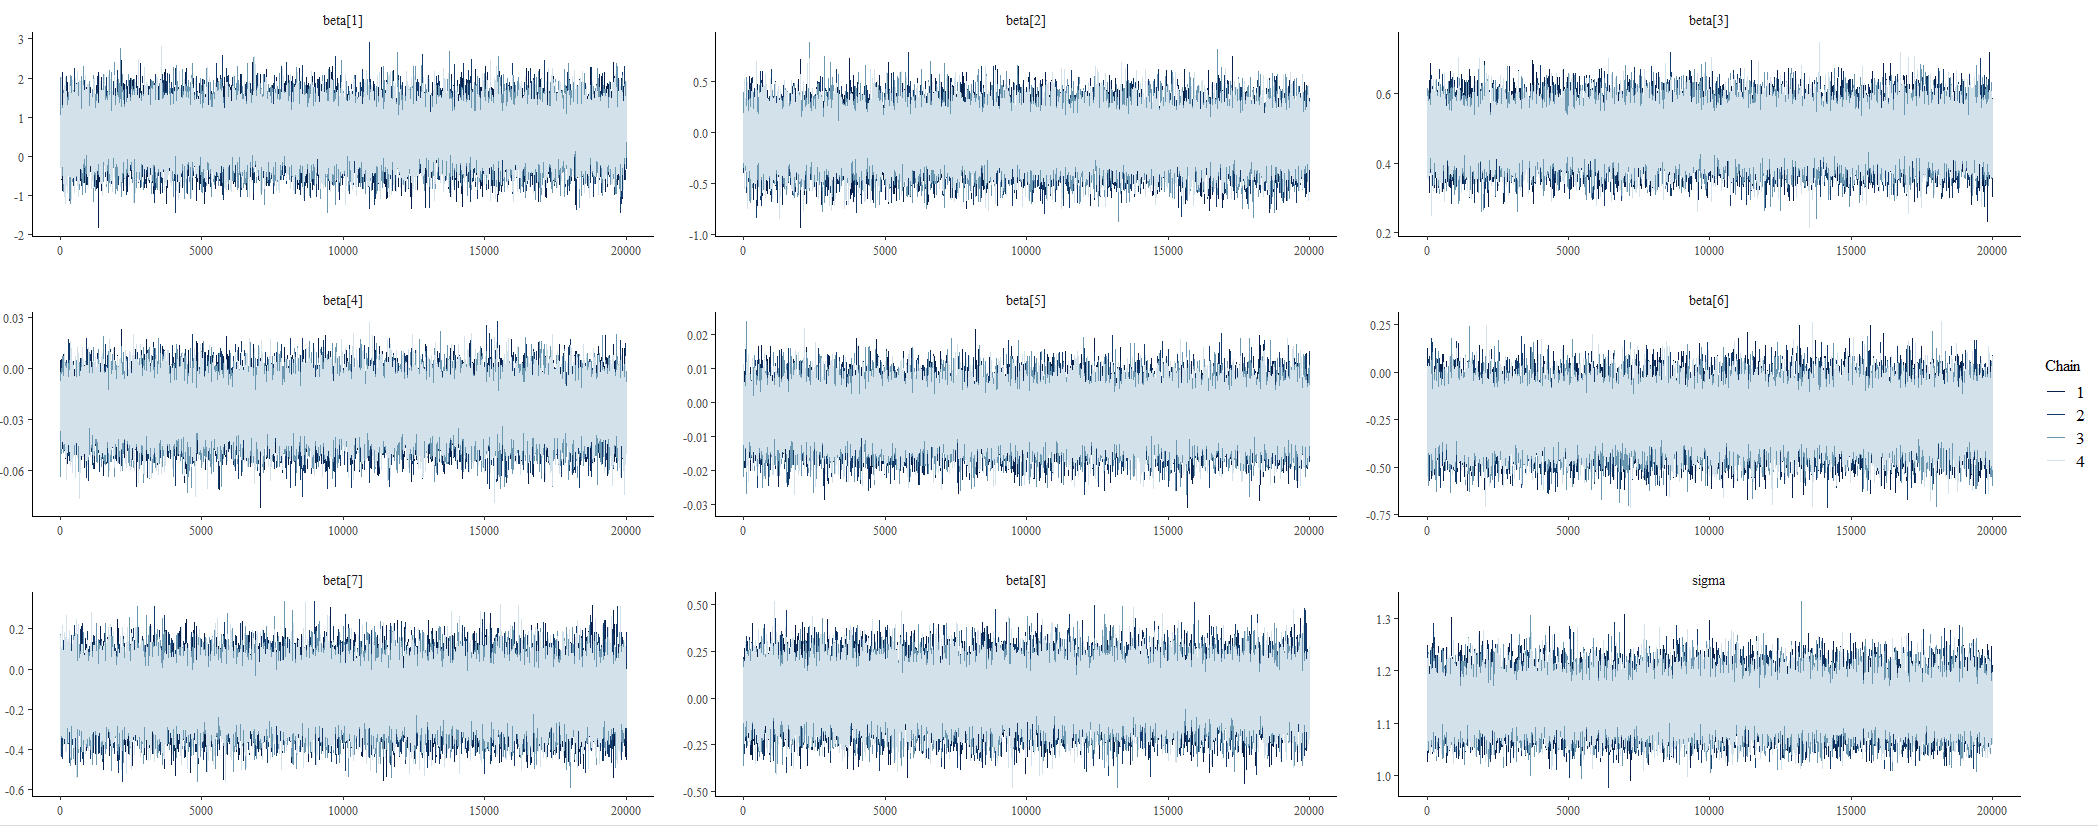 beta[1]
3
2
1
0
-1
-2
0 5000 10000 15000 20000
beta[2]
0.5
0.0
-0.5
-1.0
0 5000 10000 15000 20000
beta[3]
0.6
0.4
0.2
0 5000 10000 15000 20000
beta[4]
0.03
0.00
-0.03
-0.06
0 5000 10000 15000 20000
beta[5]
0.02
0.01
0.00
-0.01
-0.02
-0.03
0 5000 10000 15000 20000
beta[6]
0.25
0.00
-0.25
-0.50
-0.75
0 5000 10000 15000 20000
beta[7]
0.2
0.0
-0.2
-0.4
-0.6
0 5000 10000 15000 20000
beta[8]
0.50
0.25
0.00
-0.25
-0.50
0 5000 10000 15000 20000
sigma
1.3
1.2
1.1
1.0
0 5000 10000 15000 20000
Chain
1
2
3
4